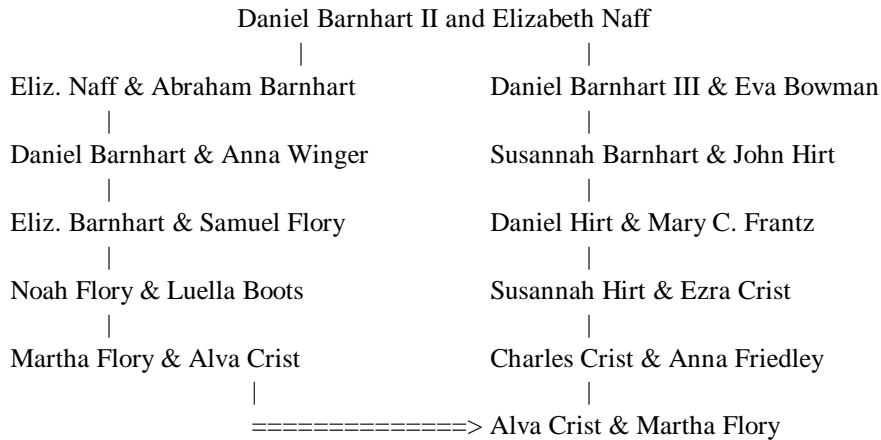 Daniel Barnhart II and Elizabeth Naff
| |
Eliz. Naff & Abraham Barnhart Daniel Barnhart III & Eva Bowman
| |
Daniel Barnhart & Anna Winger Susannah Barnhart & John Hirt
| |
Eliz. Barnhart & Samuel Flory Daniel Hirt & Mary C. Frantz
| |
Noah Flory & Luella Boots Susannah Hirt & Ezra Crist
| |
Martha Flory & Alva Crist Charles Crist & Anna Friedley
| |
==============> Alva Crist & Martha Flory